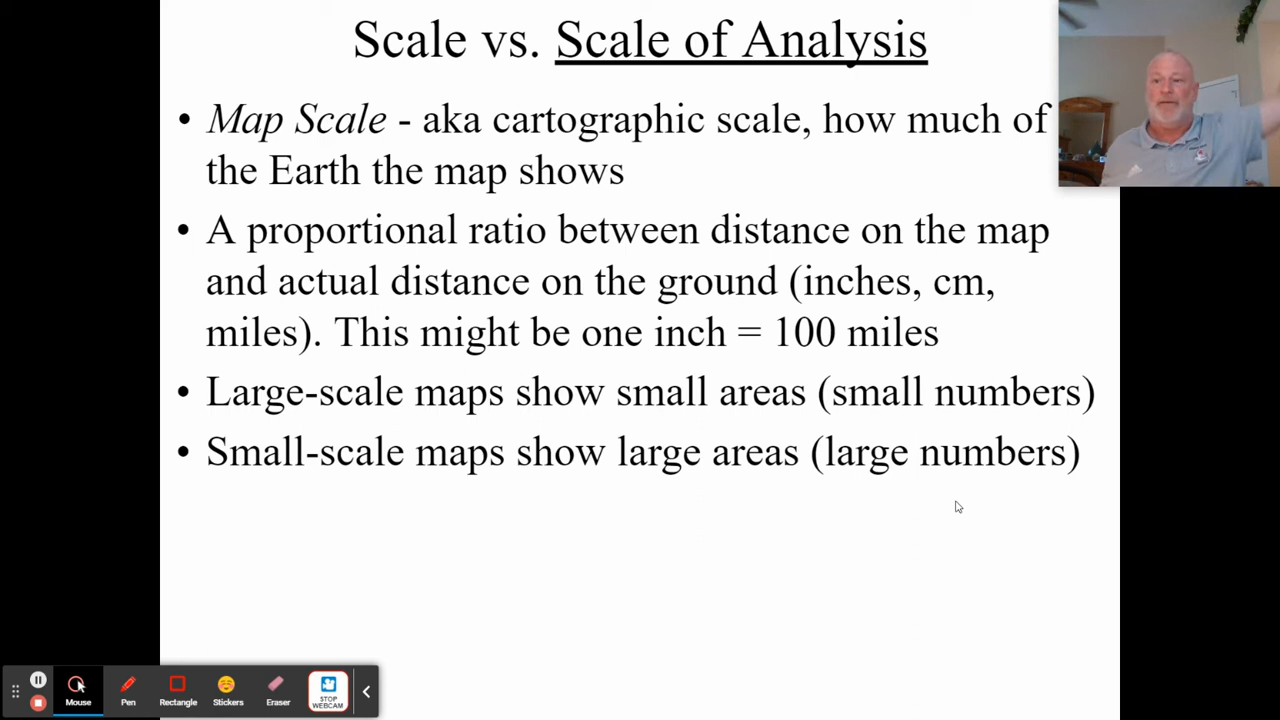 Scale vs. Scale of Analysis
• Map Scale - aka cartographic scale, how much of
the Earth the map shows
• A proportional ratio between distance on the map
and actual distance on the ground (inches, cm,
miles). This might be one inch = 100 miles
• Large-scale maps show small areas (small numbers)
• Small-scale maps show large areas (large numbers)
Mouse
Pen
Rectangle
Stickers
Eraser
STOP
WEBCAM